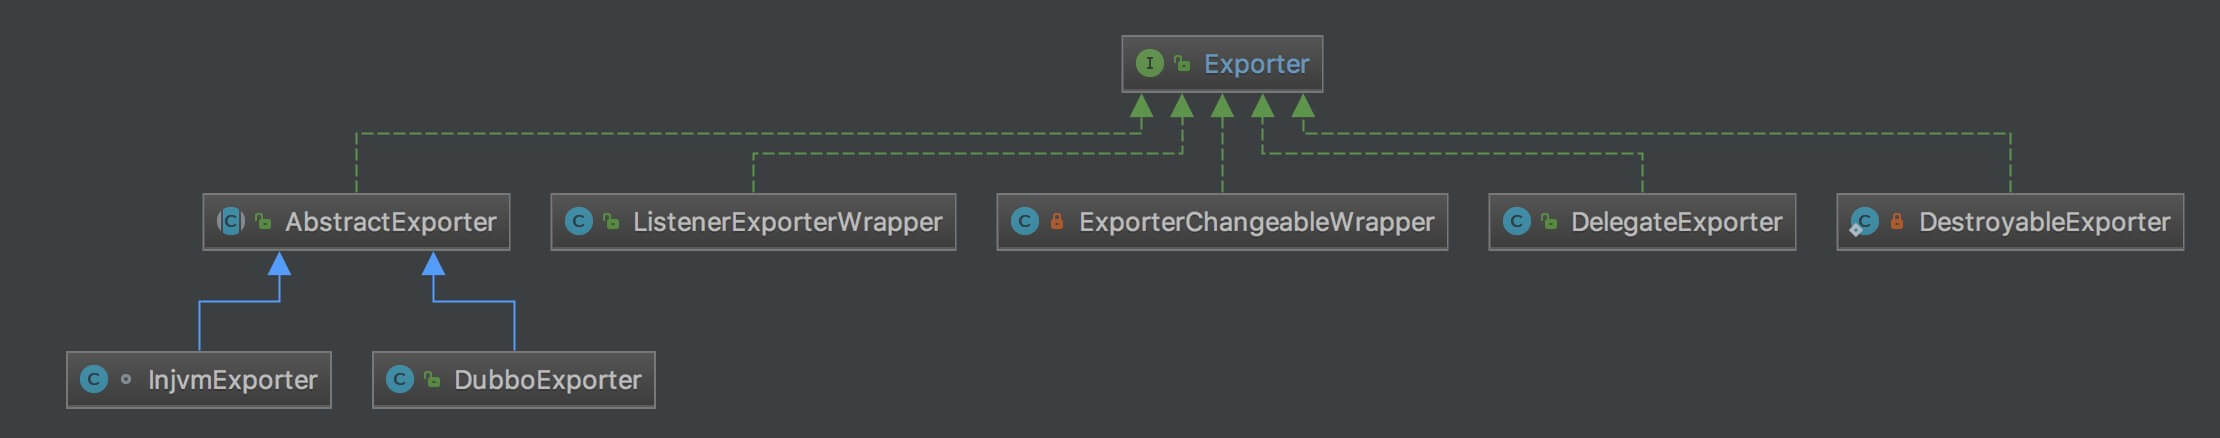 I Exporter
C AbstractExporter
C ListenerExporterWrapper
C ExporterChangeableWrapper
C DelegateExporter
C DestroyableExporter
C InjvmExporter
C DubboExporter